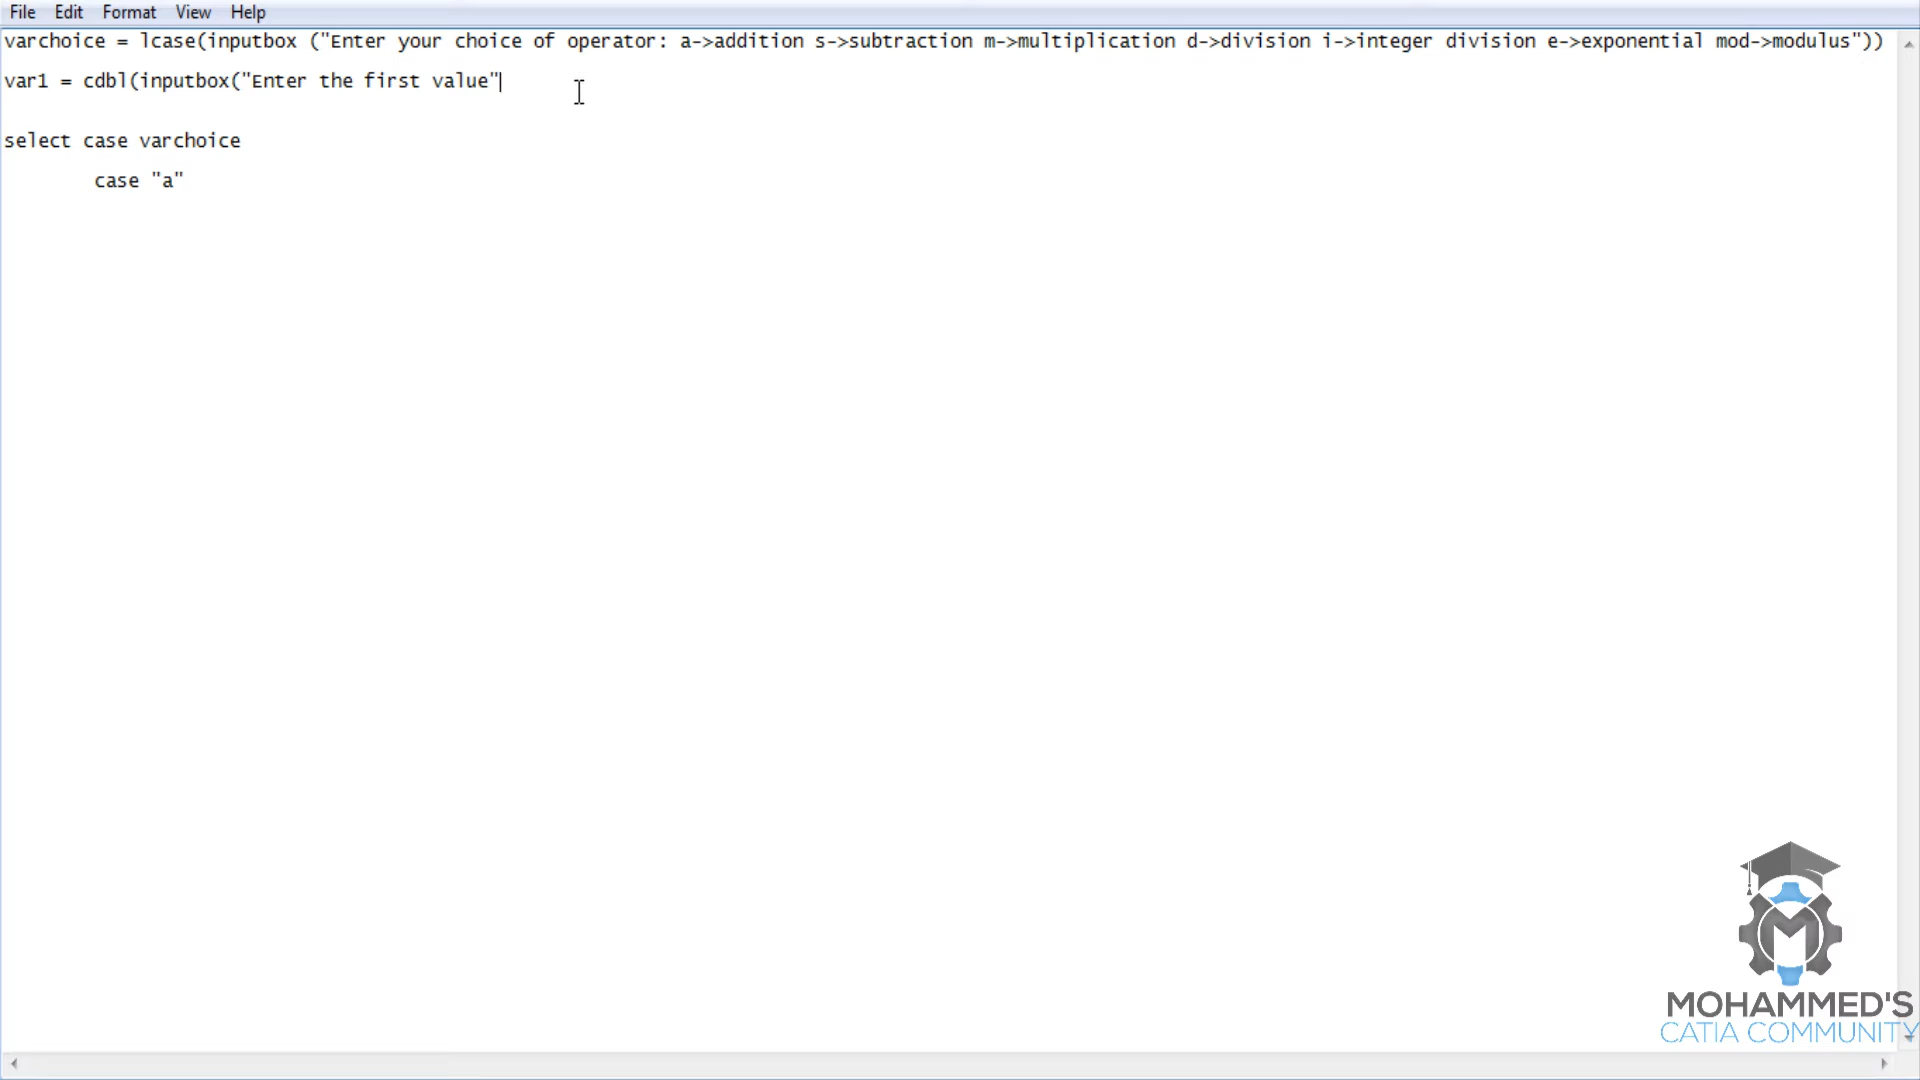 File Edit Format View Help
varchoice = lcase(inputbox ("Enter your choice of operator: a->addition s->subtraction m->multiplication d->division i->integer division e->exponential mod->modulus"))
var1 = cdbl(inputbox("Enter the first value"
select case varchoice
case "a"
MOHAMMED'S
CATIA COMMUNITY